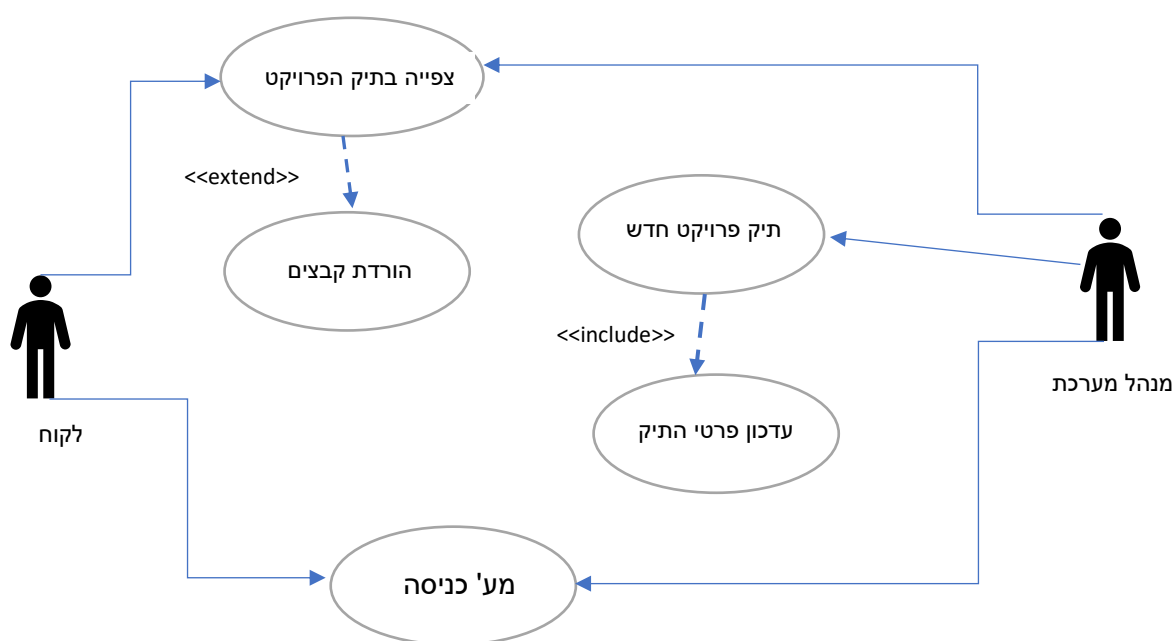 צפייה בתיק הפרויקט
<<extend>>
תיק פרויקט חדש
הורדת קבצים
<<include>>
מנהל מערכת
לקוח
עדכון פרטי התיק
מע' כניסה